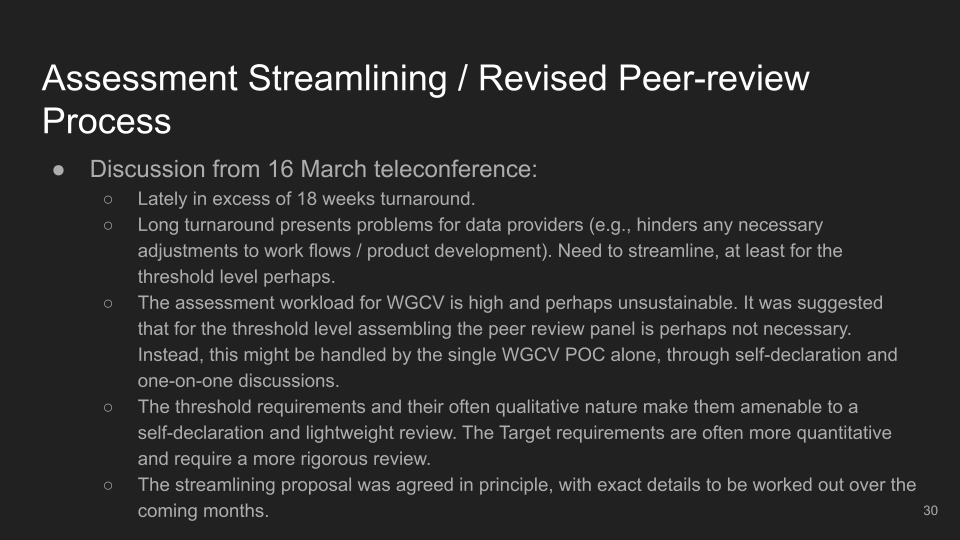 Assessment Streamlining / Revised Peer-review
Process
● Discussion from 16 March teleconference:
○ Lately in excess of 18 weeks turnaround.
○ Long turnaround presents problems for data providers (e.g., hinders any necessary
adjustments to work flows / product development). Need to streamline, at least for the
threshold level perhaps.
○ The assessment workload for WGCV is high and perhaps unsustainable. It was suggested
that for the threshold level assembling the peer review panel is perhaps not necessary.
Instead, this might be handled by the single WGCV POC alone, through self-declaration and
one-on-one discussions.
○ The threshold requirements and their often qualitative nature make them amenable to a
self-declaration and lightweight review. The Target requirements are often more quantitative
and require a more rigorous review.
○ The streamlining proposal was agreed in principle, with exact details to be worked out over the
coming months.
30